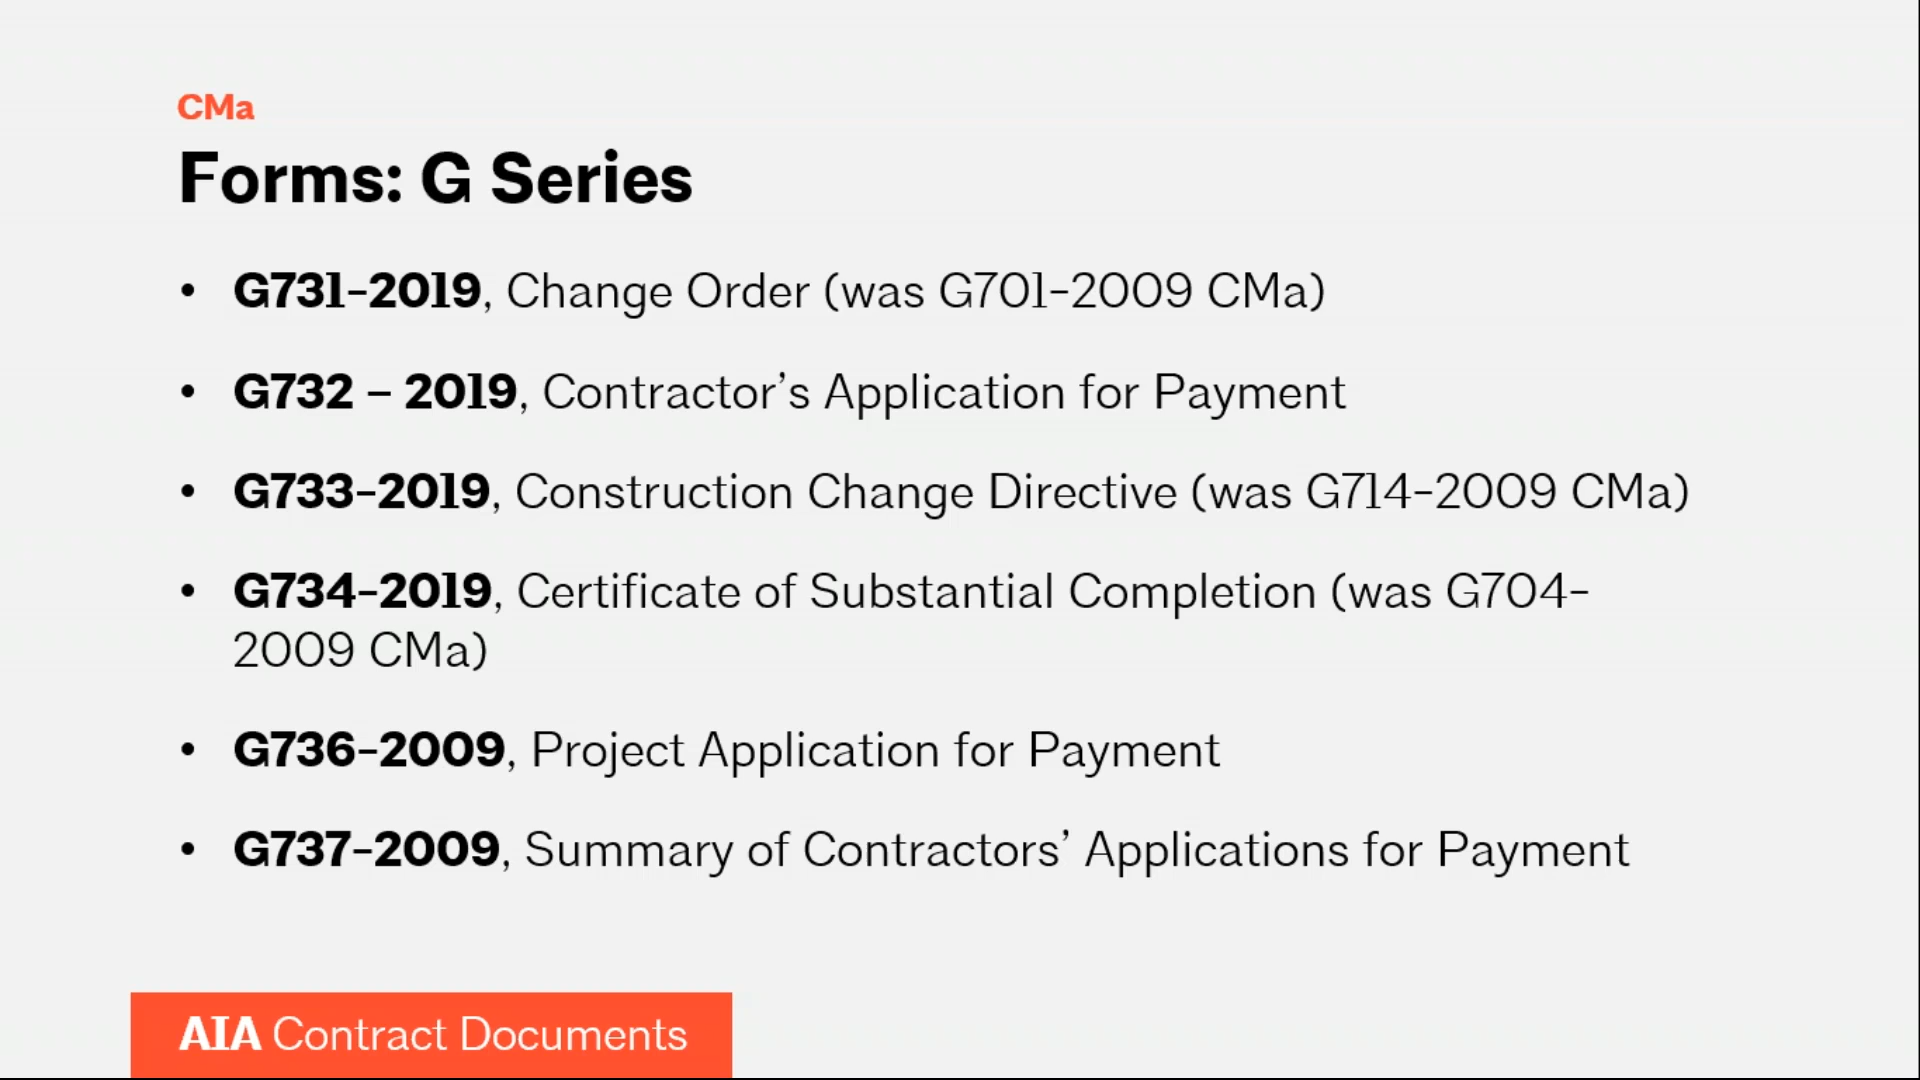 CMa
Forms: G Series
• G731-2019, Change Order (was G701-2009 CMa)
• G732 – 2019, Contractor’s Application for Payment
• G733-2019, Construction Change Directive (was G714-2009 CMa)
• G734-2019, Certificate of Substantial Completion (was G704-
2009 CMa)
• G736-2009, Project Application for Payment
• G737-2009, Summary of Contractors’ Applications for Payment
AIA Contract Documents